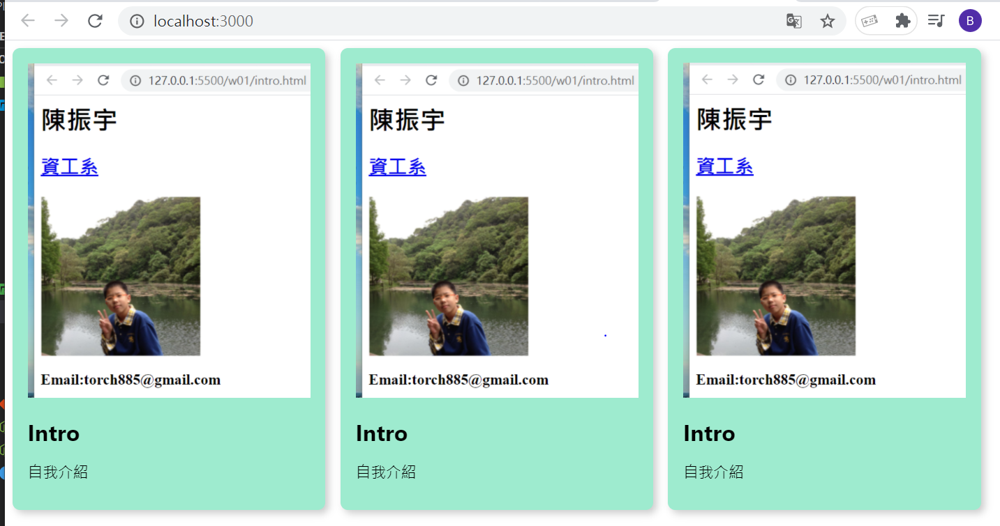 localhost:3000
B
127.0.0.1:5500/w01/intro.html
陳振宇
資工系
Email:torch885@gmail.com
Intro
自我介紹
127.0.0.1:5500/w01/intro.html
陳振宇
資工系
Email:torch885@gmail.com
Intro
自我介紹
127.0.0.1:5500/w01/intro.html
陳振宇
資工系
Email:torch885@gmail.com
Intro
自我介紹